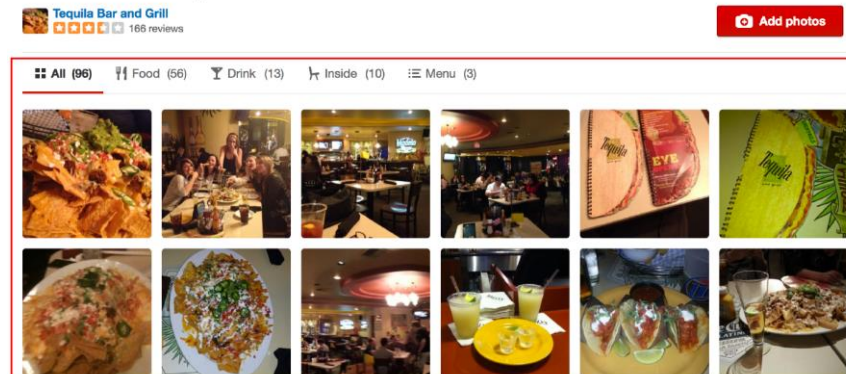 Tequila Bar and Grill
166 reviews
Add photos
All (96) Food (56) Drink (13) Inside (10) Menu (3)
Tequila
EYE
Tequila